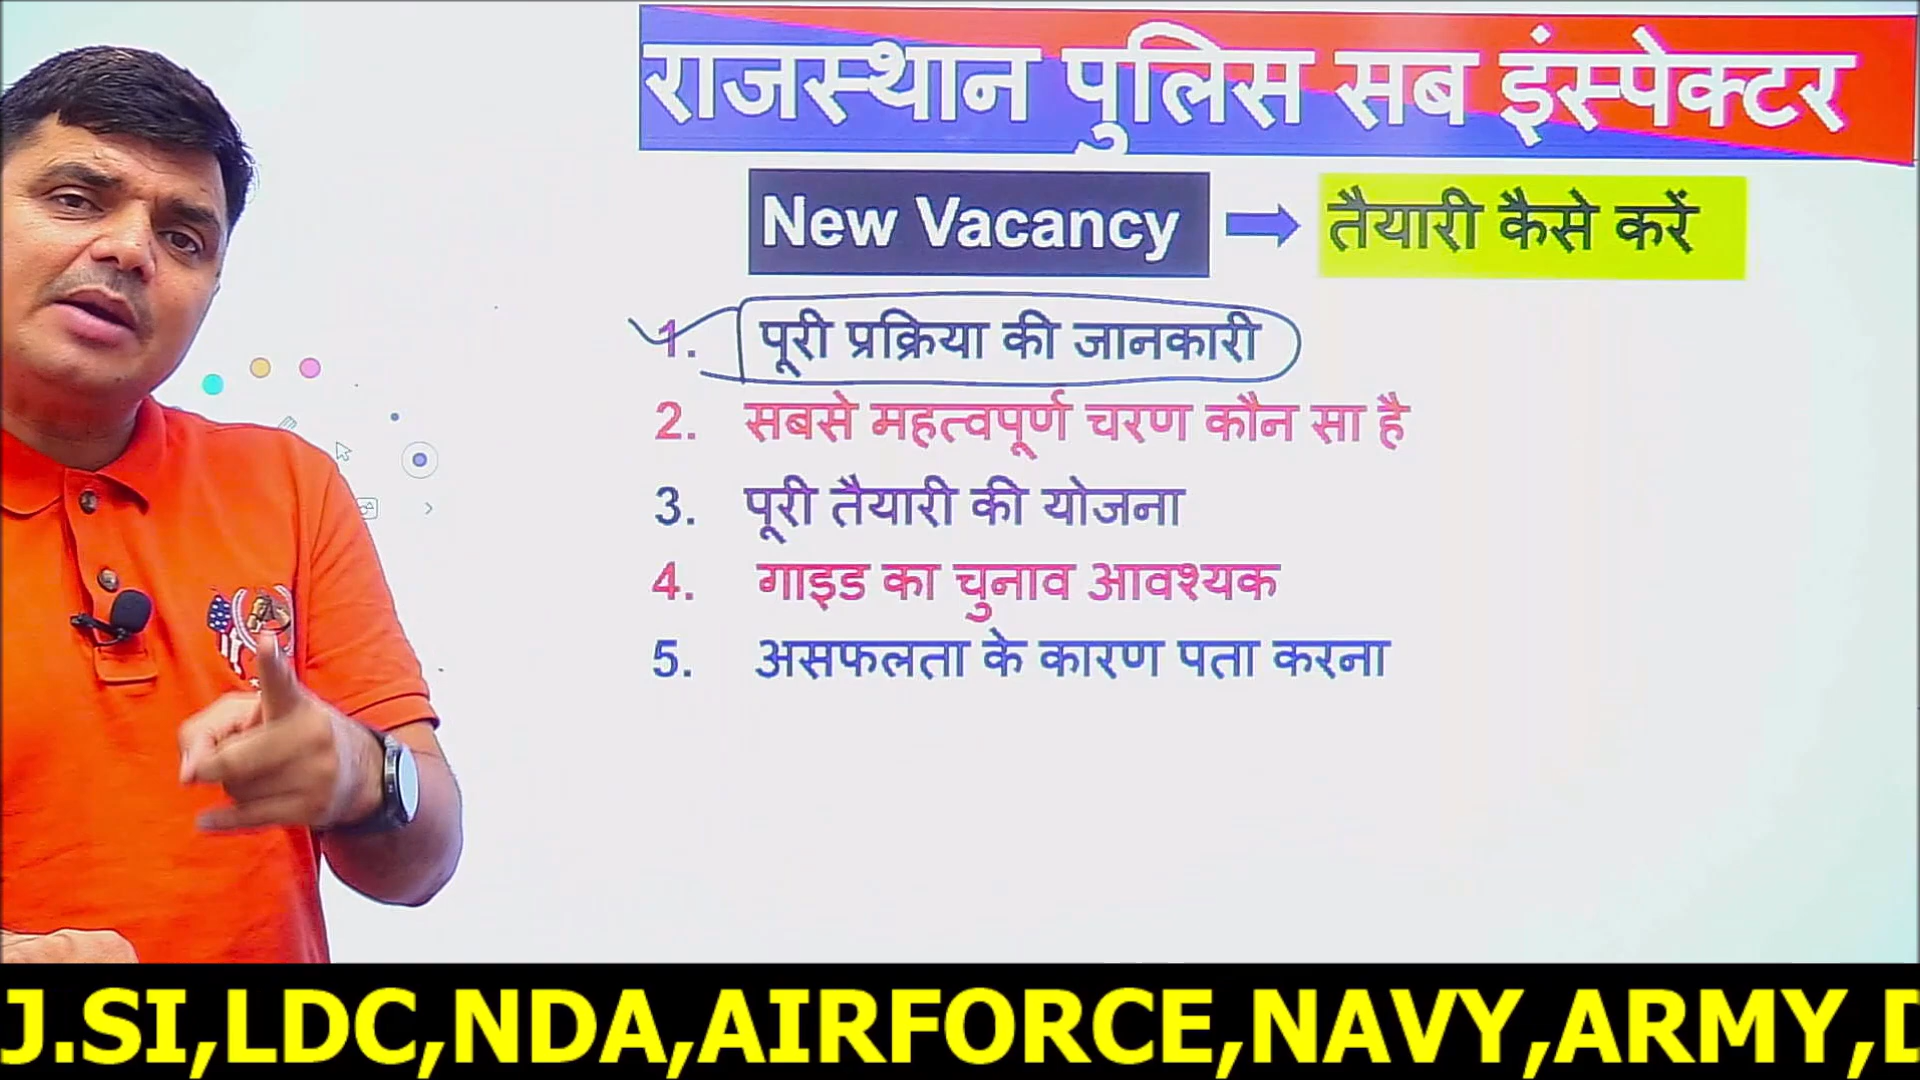 राजस्थान पुलिस सब इंस्पेक्टर
New Vacancy
तैयारी कैसे करें
1. पूरी प्रक्रिया की जानकारी
2. सबसे महत्वपूर्ण चरण कौन सा है
3. पूरी तैयारी की योजना
4. गाइड का चुनाव आवश्यक
5. असफलता के कारण पता करना
J.SI,LDC,NDA,AIRFORCE,NAVY,ARMY,D